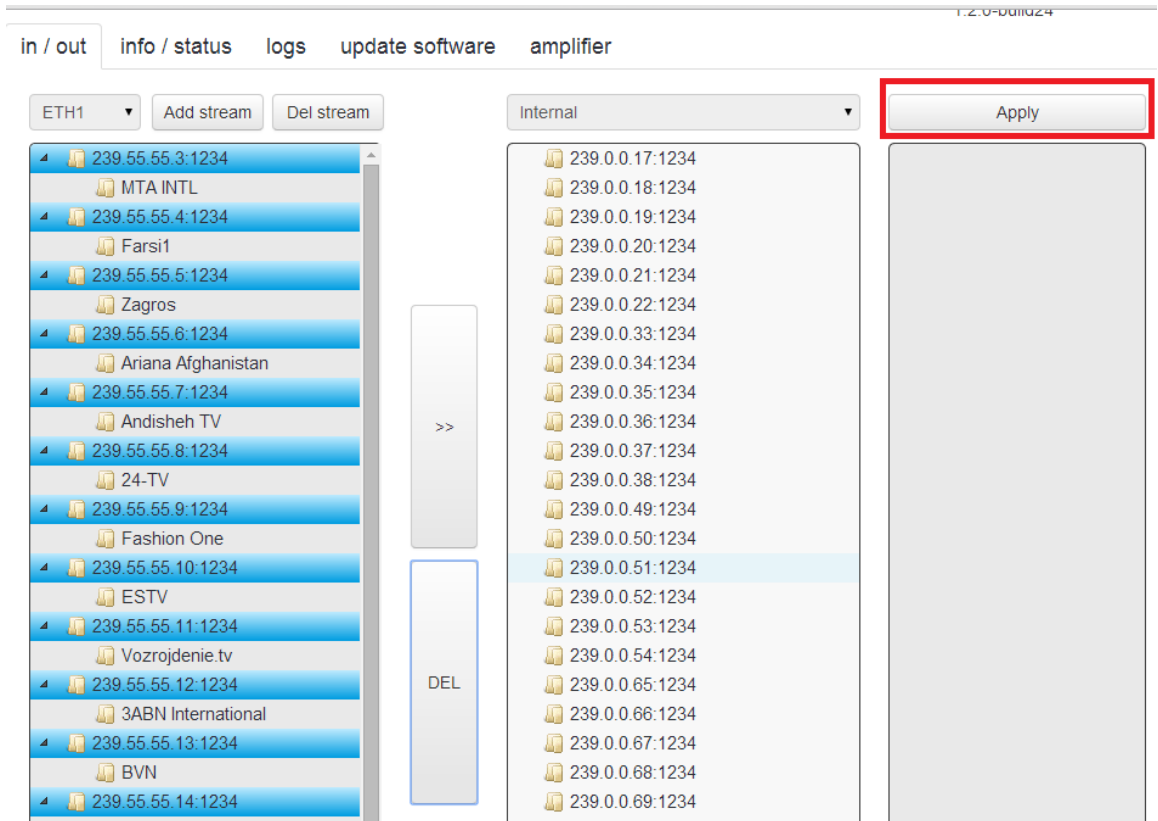 1.2.0-build24
in / out info / status logs update software amplifier
ETH1 Add stream Del stream
239.55.55.3:1234
MTA INTL
239.55.55.4:1234
Farsi1
239.55.55.5:1234
Zagros
239.55.55.6:1234
Ariana Afghanistan
239.55.55.7:1234
Andisheh TV
239.55.55.8:1234
24-TV
239.55.55.9:1234
Fashion One
239.55.55.10:1234
ESTV
239.55.55.11:1234
Vozrojdenie.tv
239.55.55.12:1234
3ABN International
239.55.55.13:1234
BVN
239.55.55.14:1234
>>
DEL
Internal
239.0.0.17:1234
239.0.0.18:1234
239.0.0.19:1234
239.0.0.20:1234
239.0.0.21:1234
239.0.0.22:1234
239.0.0.33:1234
239.0.0.34:1234
239.0.0.35:1234
239.0.0.36:1234
239.0.0.37:1234
239.0.0.38:1234
239.0.0.49:1234
239.0.0.50:1234
239.0.0.51:1234
239.0.0.52:1234
239.0.0.53:1234
239.0.0.54:1234
239.0.0.65:1234
239.0.0.66:1234
239.0.0.67:1234
239.0.0.68:1234
239.0.0.69:1234
Apply